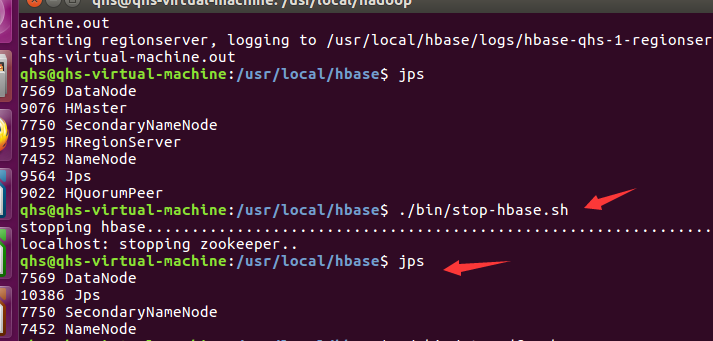 qhs@qhs-virtual-machine: /usr/local/hadoop
achine.out
starting regionserver, logging to /usr/local/hbase/logs/hbase-qhs-1-regionser
-qhs-virtual-machine.out
qhs@qhs-virtual-machine:/usr/local/hbase$ jps
7569 DataNode
9076 HMaster
7750 SecondaryNameNode
9195 HRegionServer
7452 NameNode
9564 Jps
9022 HQuorumPeer
qhs@qhs-virtual-machine:/usr/local/hbase$ ./bin/stop-hbase.sh
stopping hbase.......................................................................
localhost: stopping zookeeper..
qhs@qhs-virtual-machine:/usr/local/hbase$ jps
7569 DataNode
10386 Jps
7750 SecondaryNameNode
7452 NameNode